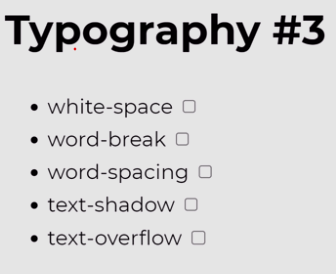 Typography #3
• white-space
• word-break
• word-spacing
• text-shadow
• text-overflow